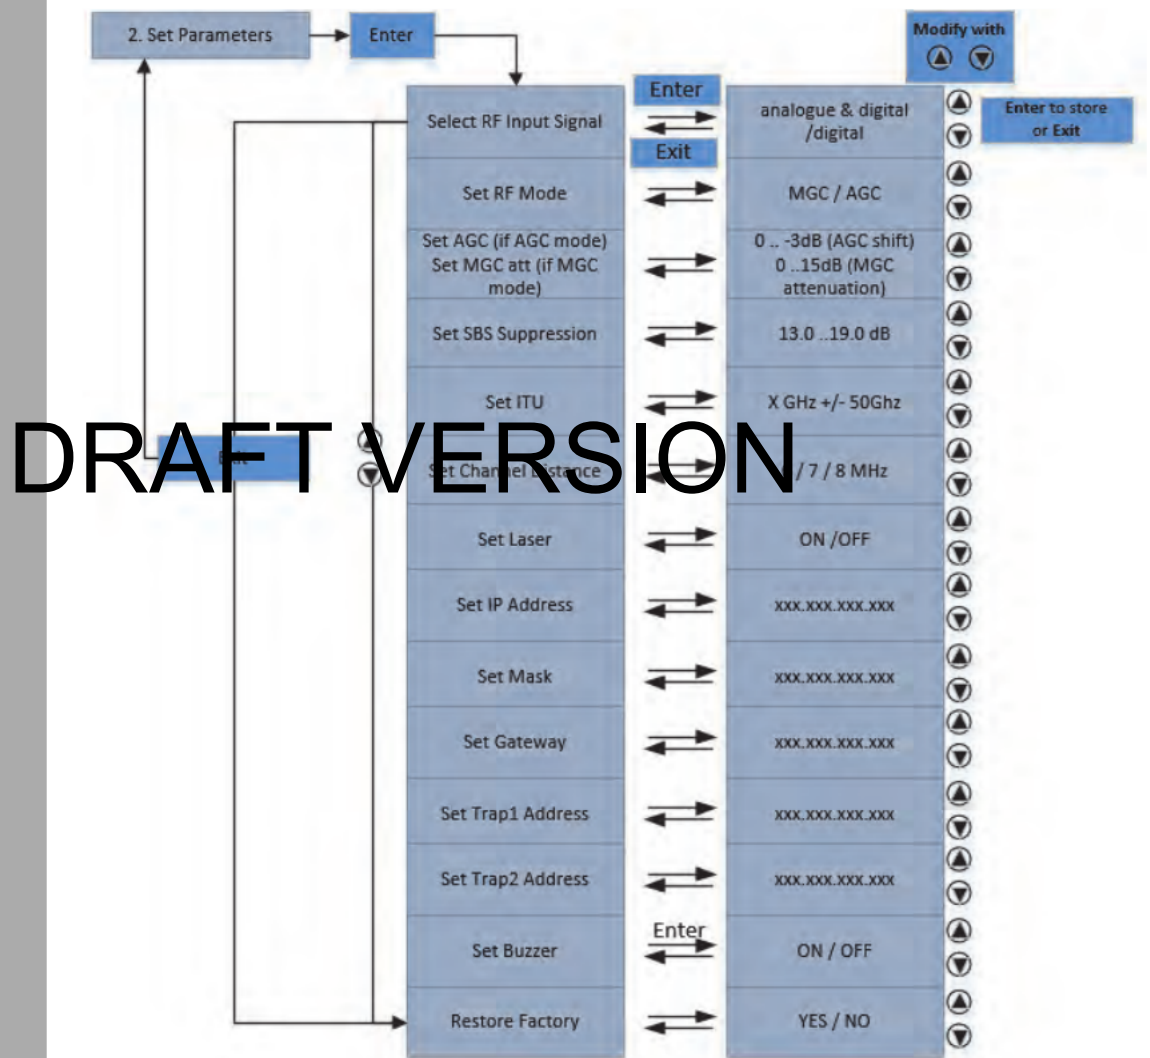 2. Set Parameters
Enter
Modify with
Enter to store
or Exit
Enter
Exit
Select RF Input Signal
analogue & digital
/digital
Set RF Mode
MGC / AGC
Set AGC (if AGC mode)
Set MGC att (if MGC
mode)
0 .. -3dB (AGC shift)
0 ..15dB (MGC
attenuation)
Set SBS Suppression
13.0 ..19.0 dB
Set ITU
X GHz +/- 50Ghz
DRAFT VERSION
Exit
Set Channel Distance
/ 7 / 8 MHz
Set Laser
ON /OFF
Set IP Address
xxx.xxx.xxx.xxx
Set Mask
xxx.xxx.xxx.xxx
Set Gateway
xxx.xxx.xxx.xxx
Set Trap1 Address
xxx.xxx.xxx.xxx
Set Trap2 Address
xxx.xxx.xxx.xxx
Enter
Set Buzzer
ON / OFF
Restore Factory
YES / NO